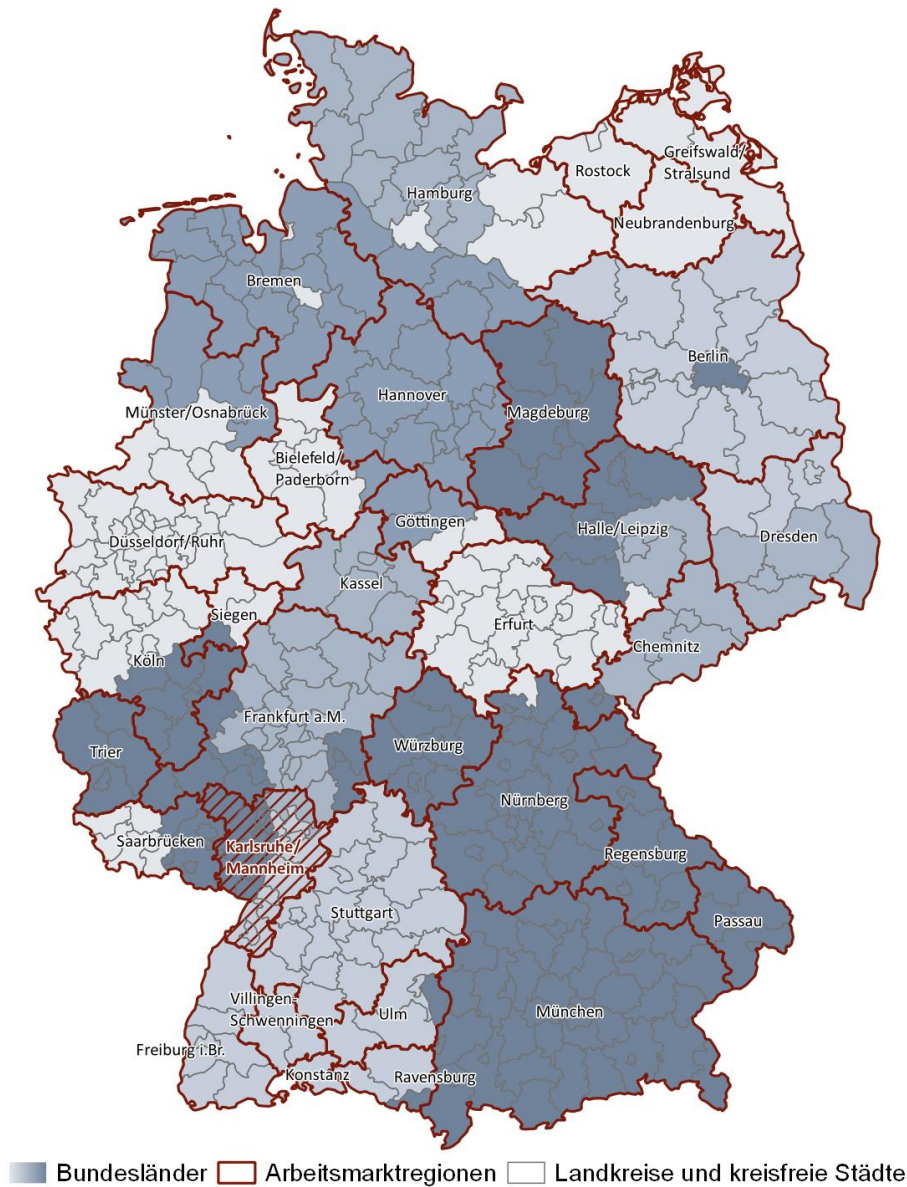 Rostock
Greifswald/
Stralsund
Hamburg
Neubrandenburg
Bremen
Berlin
Hannover
Münster/Osnabrück
Magdeburg
Bielefeld/
Paderborn
Göttingen
Halle/Leipzig
Dresden
Düsseldorf/Ruhr
Kassel
Siegen
Erfurt
Chemnitz
Köln
Frankfurt a.M.
Trier
Würzburg
Nürnberg
Saarbrücken
Karlsruhe/
Mannheim
Regensburg
Stuttgart
Passau
Villingen-
Schwenningen
Ulm
München
Freiburg i.Br.
Konstanz
Ravensburg
Bundesländer
Arbeitsmarktregionen
Landkreise und kreisfreie Städte